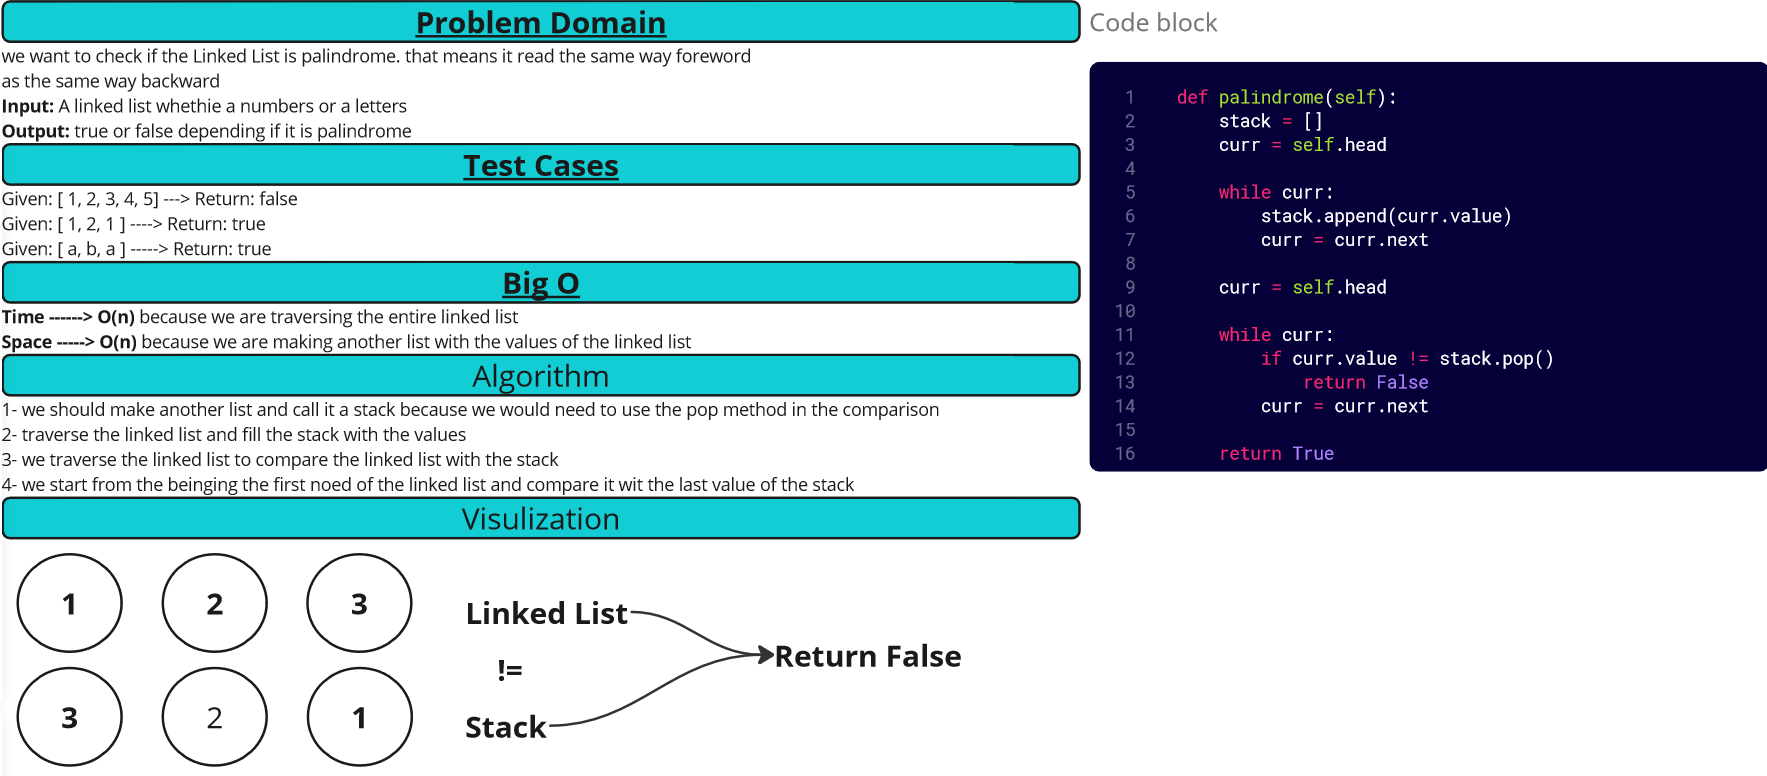 Problem Domain
we want to check if the Linked List is palindrome. that means it read the same way foreword
as the same way backward
Input: A linked list whethie a numbers or a letters
Output: true or false depending if it is palindrome
Test Cases
Given: [ 1, 2, 3, 4, 5] ---> Return: false
Given: [ 1, 2, 1 ] ----> Return: true
Given: [ a, b, a ] -----> Return: true
Big O
Time ------> O(n) because we are traversing the entire linked list
Space -----> O(n) because we are making another list with the values of the linked list
Algorithm
1- we should make another list and call it a stack because we would need to use the pop method in the comparison
2- traverse the linked list and fill the stack with the values
3- we traverse the linked list to compare the linked list with the stack
4- we start from the beinging the first noed of the linked list and compare it wit the last value of the stack
Visulization
1 2 3
Linked List
!=
Return False
3 2 1
Stack
Code block
1 def palindrome(self):
2 stack = []
3 curr = self.head
4
5 while curr:
6 stack.append(curr.value)
7 curr = curr.next
8
9 curr = self.head
10
11 while curr:
12 if curr.value != stack.pop()
13 return False
14 curr = curr.next
15
16 return True